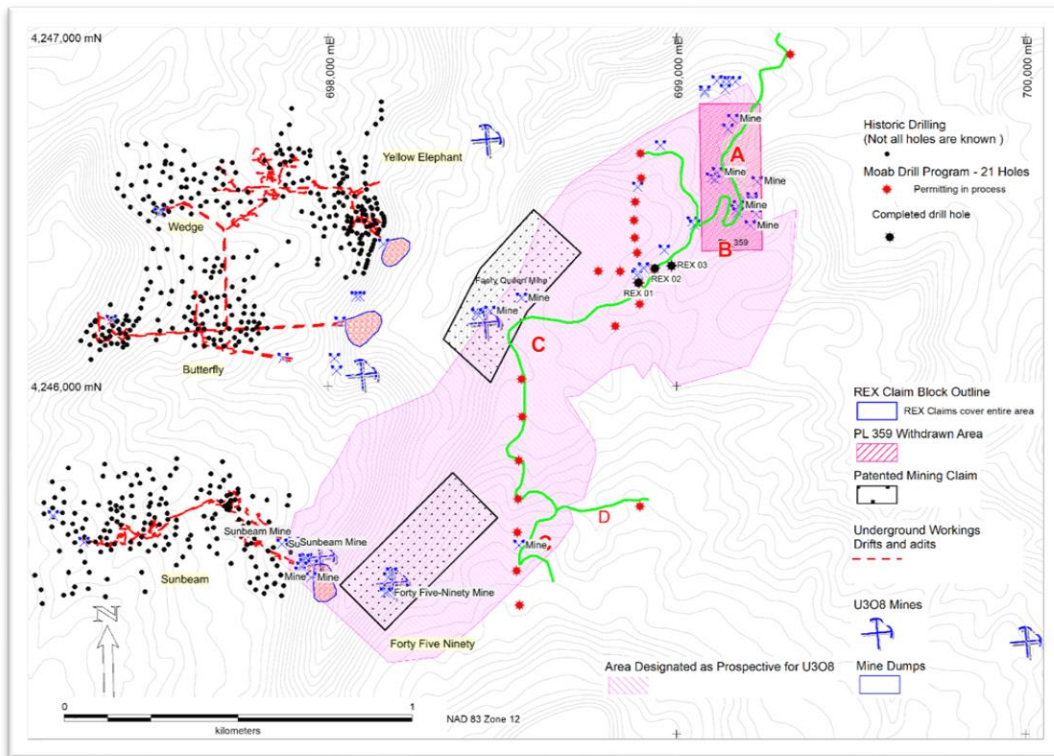 4,247,000 mN
698,000 mE
699,000 mE
700,000 mE
Mine
Historic Drilling
(Not all holes are known )
Yellow Elephant
A
Moab Drill Program - 21 Holes
Mine
Mine
Permitting in process
Mine
Completed drill hole
Wedge
Mine
B
359
REX 03
REX 02
REX 01
Mine
Mine
C
Butterfly
4,246,000 mN
REX Claim Block Outline
REX Claims cover entire area
PL 359 Withdrawn Area
Patented Mining Claim
D
Underground Workings
Drifts and adits
Sunbeam Mine
Sunbeam Mine
Mine
Mine
Mine
Sunbeam
Forty Five-Ninety Mine
U3O8 Mines
Forty Five Ninety
N
Area Designated as Prospective for U3O8
Mine Dumps
0
1
kilometers
NAD 83 Zone 12